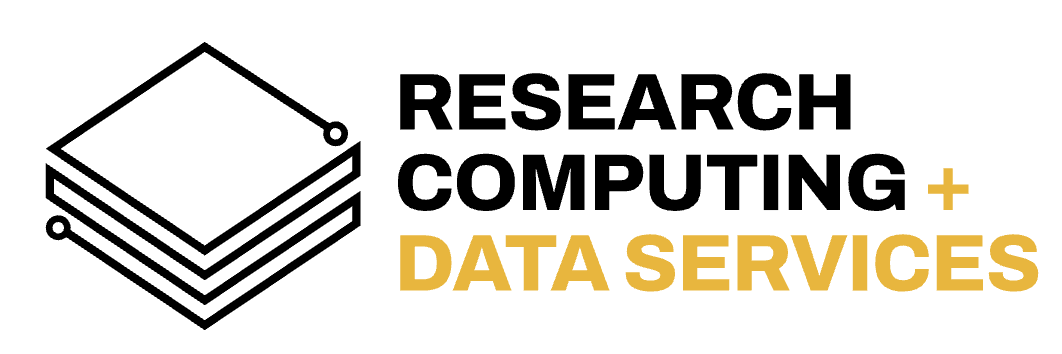 RESEARCH
COMPUTING +
DATA SERVICES